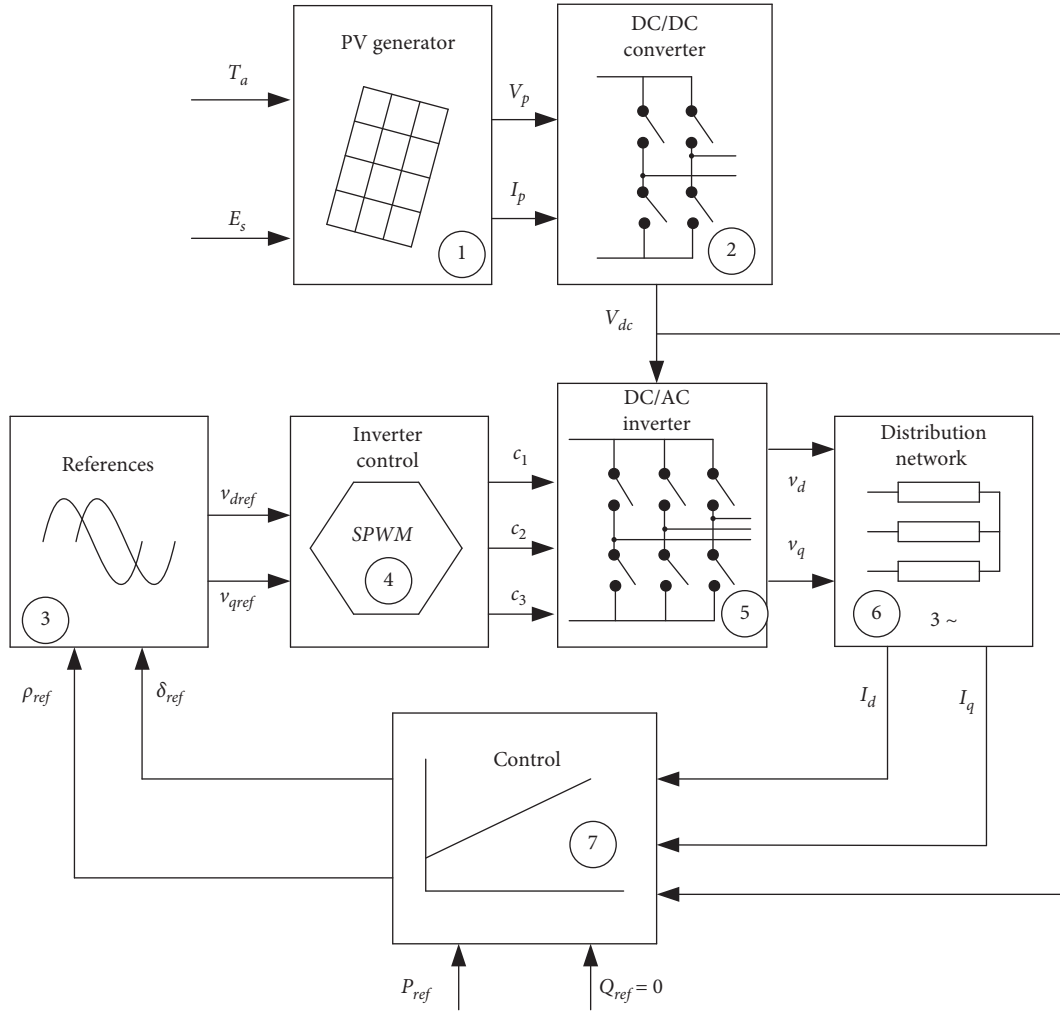 PV generator
DC/DC
converter
T_a
V_p
E_s
I_p
1
2
V_dc
References
Inverter
control
DC/AC
inverter
Distribution
network
v_dref
c_1
v_d
SPWM
c_2
4
v_qref
c_3
v_q
3
5
6
3 ~
ρ_ref
δ_ref
I_d
I_q
Control
7
P_ref
Q_ref = 0